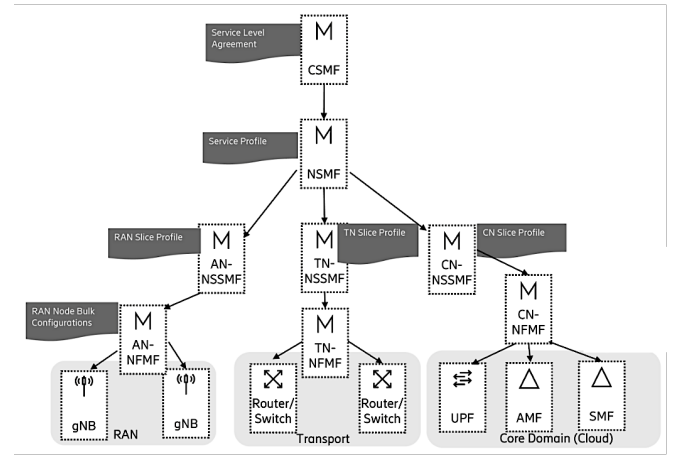 Service Level
Agreement
M
CSMF
Service Profile
M
NSMF
RAN Slice Profile
M
AN-
NSSMF
M
TN-
NSSMF
TN Slice Profile
M
CN-
NSSMF
CN Slice Profile
RAN Node Bulk
Configurations
M
AN-
NFMF
M
TN-
NFMF
M
CN-
NFMF
gNB
gNB
RAN
Router/
Switch
Router/
Switch
Transport
UPF
AMF
SMF
Core Domain (Cloud)